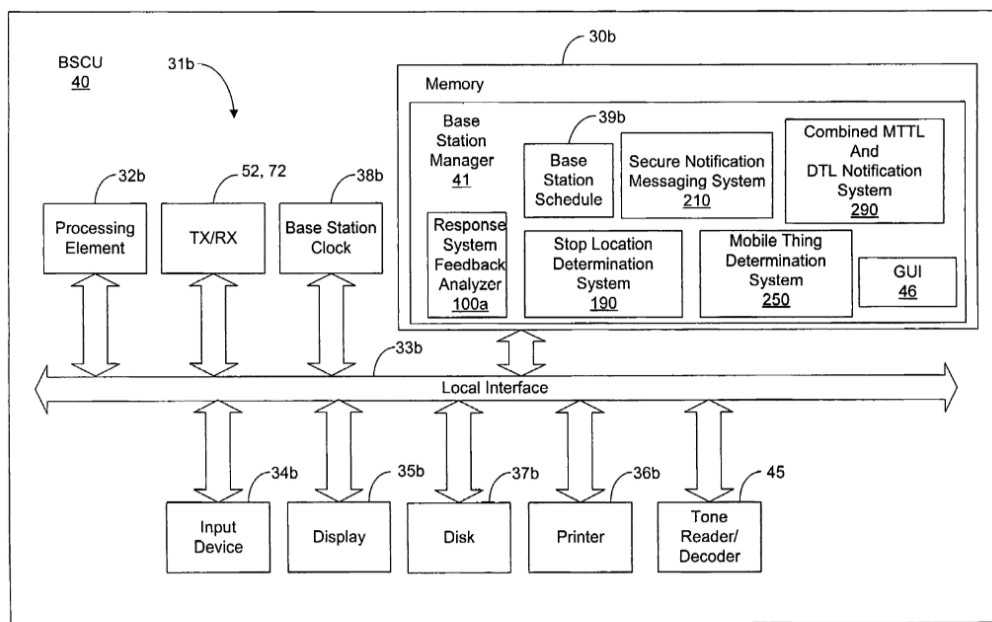 BSCU
40
31b
30b
Memory
Base
Station
Manager
41
39b
Base
Station
Schedule
Secure Notification
Messaging System
210
Combined MTTL
And
DTL Notification
System
290
Response
System
Feedback
Analyzer
100a
Stop Location
Determination
System
190
Mobile Thing
Determination
System
250
GUI
46
32b
Processing
Element
52, 72
TX/RX
38b
Base Station
Clock
33b
Local Interface
34b
Input
Device
35b
Display
37b
Disk
36b
Printer
45
Tone
Reader/
Decoder